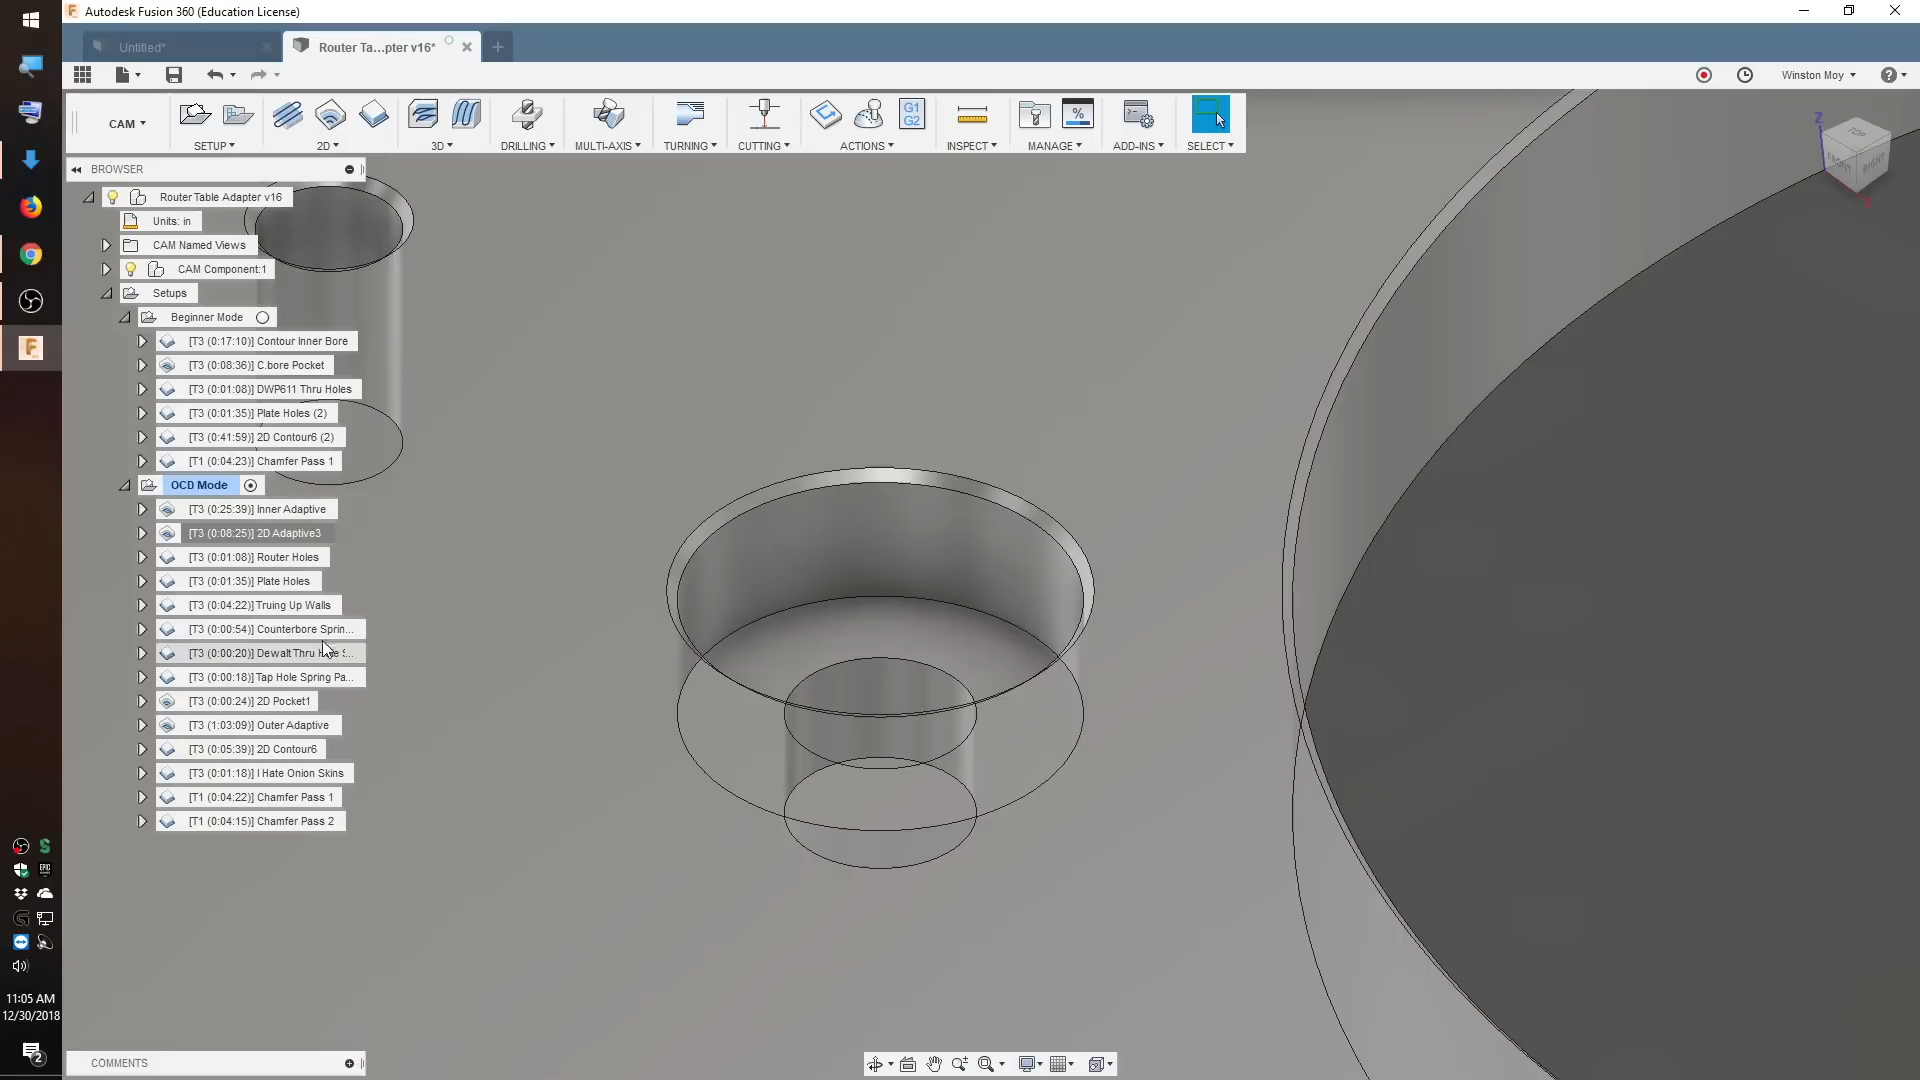 Autodesk Fusion 360 (Education License)
Untitled*
Router Ta...pter v16*
Winston Moy
CAM
SETUP
2D
3D
DRILLING
MULTI-AXIS
TURNING
CUTTING
G1
G2
ACTIONS
INSPECT
%
MANAGE
ADD-INS
SELECT
BROWSER
Router Table Adapter v16
Units: in
CAM Named Views
CAM Component:1
Setups
Beginner Mode
[T3 (0:17:10)] Contour Inner Bore
[T3 (0:08:36)] C.bore Pocket
[T3 (0:01:08)] DWP611 Thru Holes
[T3 (0:01:35)] Plate Holes (2)
[T3 (0:41:59)] 2D Contour6 (2)
[T1 (0:04:23)] Chamfer Pass 1
OCD Mode
[T3 (0:25:39)] Inner Adaptive
[T3 (0:08:25)] 2D Adaptive3
[T3 (0:01:08)] Router Holes
[T3 (0:01:35)] Plate Holes
[T3 (0:04:22)] Truing Up Walls
[T3 (0:00:54)] Counterbore Sprin...
[T3 (0:00:20)] Dewalt Thru S...
[T3 (0:00:18)] Tap Hole Spring Pa...
[T3 (0:00:24)] 2D Pocket1
[T3 (1:03:09)] Outer Adaptive
[T3 (0:05:39)] 2D Contour6
[T3 (0:01:18)] I Hate Onion Skins
[T1 (0:04:22)] Chamfer Pass 1
[T1 (0:04:15)] Chamfer Pass 2
Z
TOP
FRONT
RIGHT
X
EPIC
11:05 AM
12/30/2018
2
COMMENTS